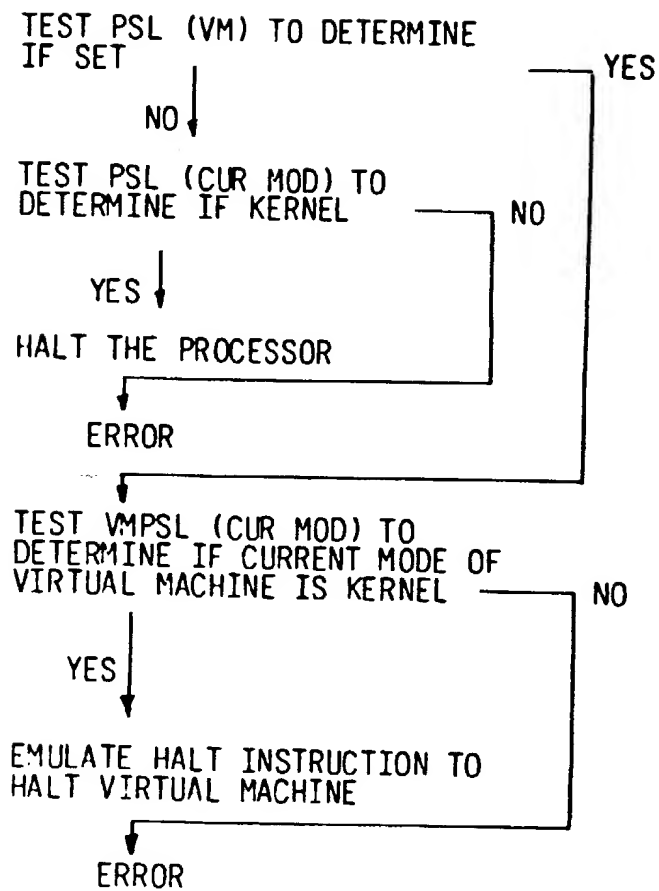 TEST PSL (VM) TO DETERMINE
IF SET
YES
NO
TEST PSL (CUR MOD) TO
DETERMINE IF KERNEL
NO
YES
HALT THE PROCESSOR
ERROR
TEST VMPSL (CUR MOD) TO
DETERMINE IF CURRENT MODE OF
VIRTUAL MACHINE IS KERNEL
NO
YES
EMULATE HALT INSTRUCTION TO
HALT VIRTUAL MACHINE
ERROR